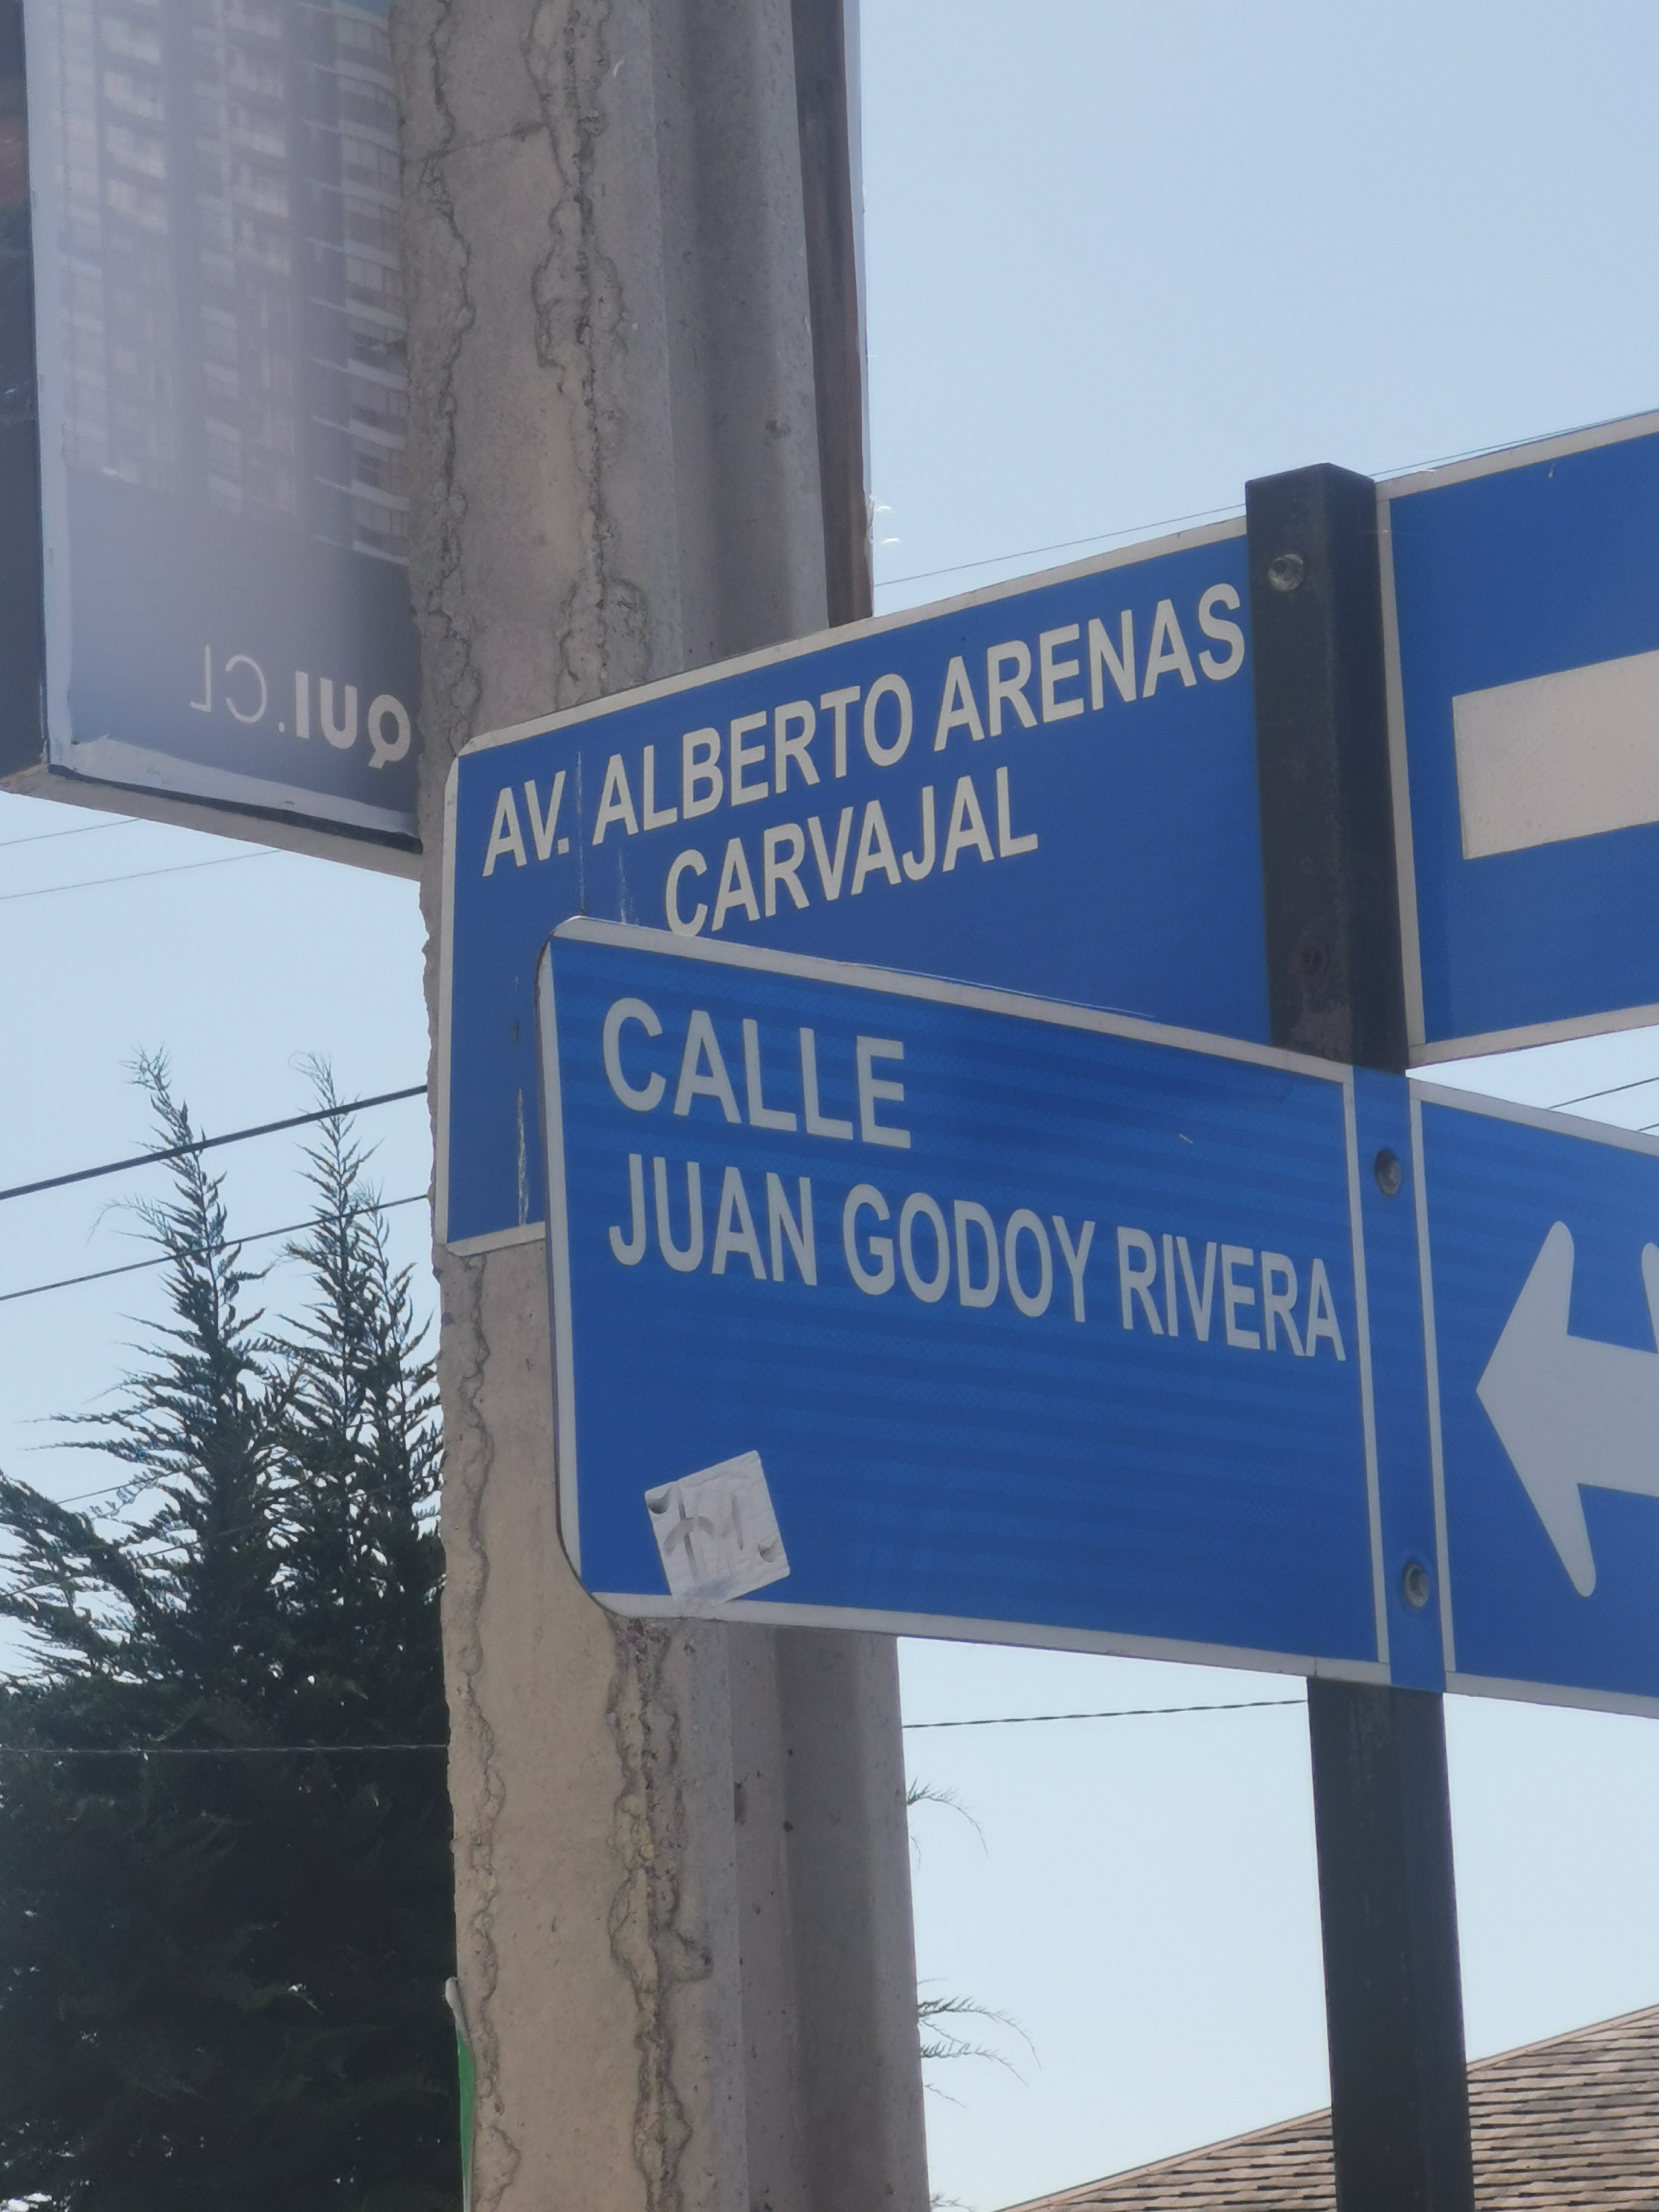 QUI.CL
AV. ALBERTO ARENAS
CARVAJAL
CALLE
JUAN GODOY RIVERA